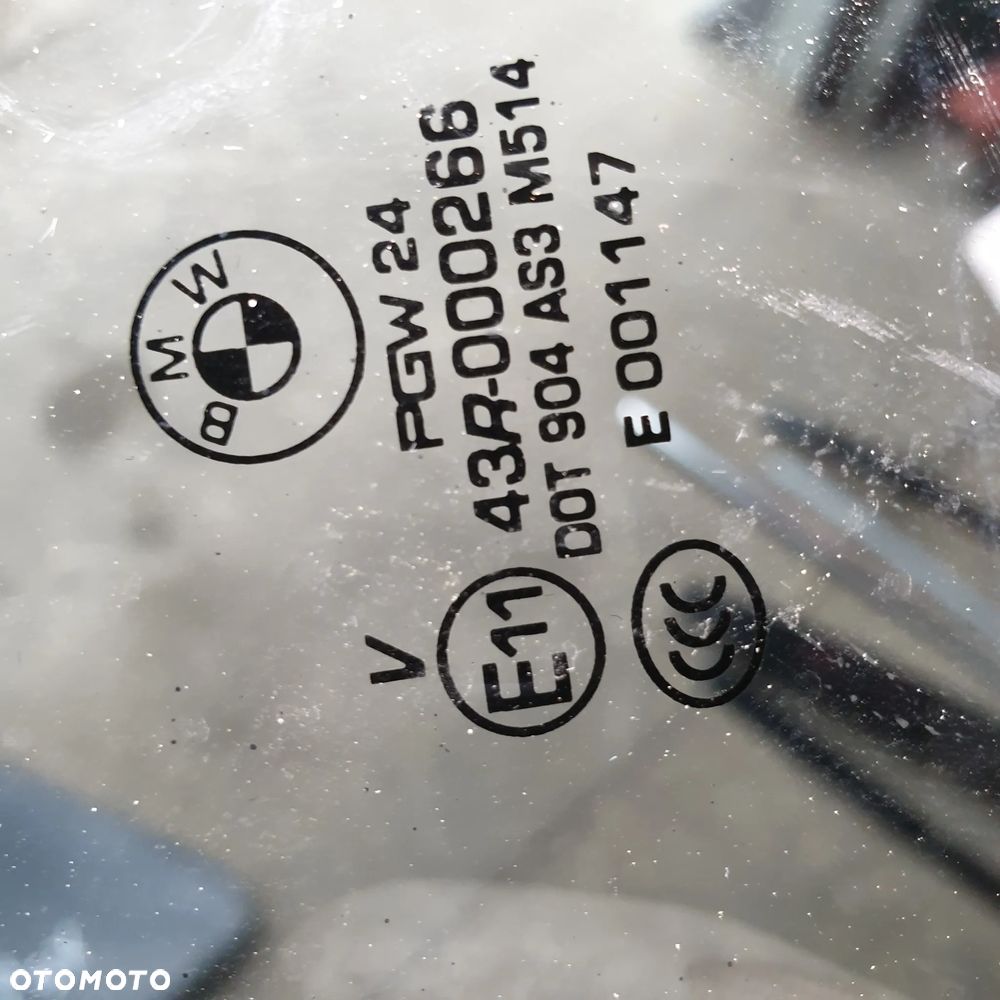 BMW
PGW 24
43R-000266
DOT 904 AS3 M514
E 001147
V
E11
CCC
OTOMOTO